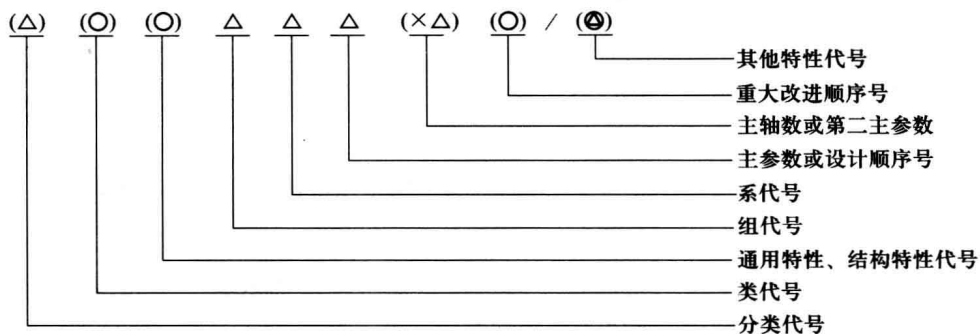 (△) (○) (○) △ △ △ (×△) (○) / (◎)
其他特性代号
重大改进顺序号
主轴数或第二主参数
主参数或设计顺序号
系代号
组代号
通用特性、结构特性代号
类代号
分类代号